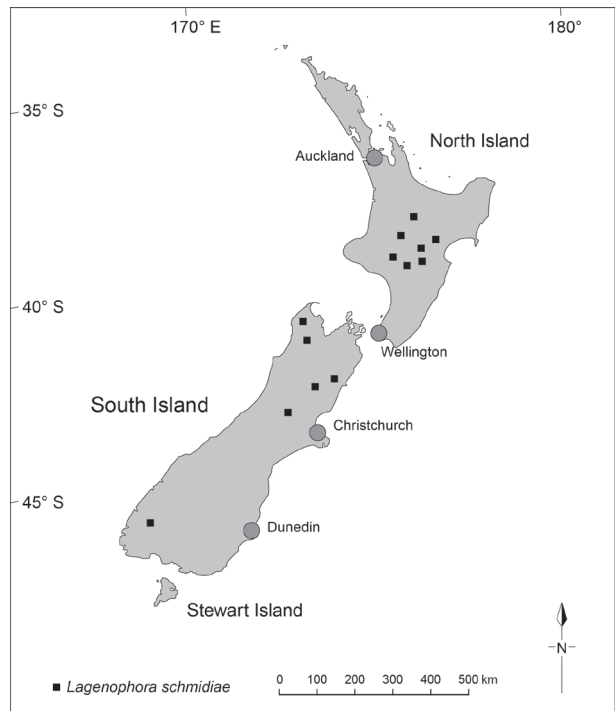 170° E 180°
35° S
North Island
Auckland
40° S
Wellington
South Island
Christchurch
45° S
Dunedin
Stewart Island
N
Lagenophora schmidiae
0 100 200 300 400 500 km